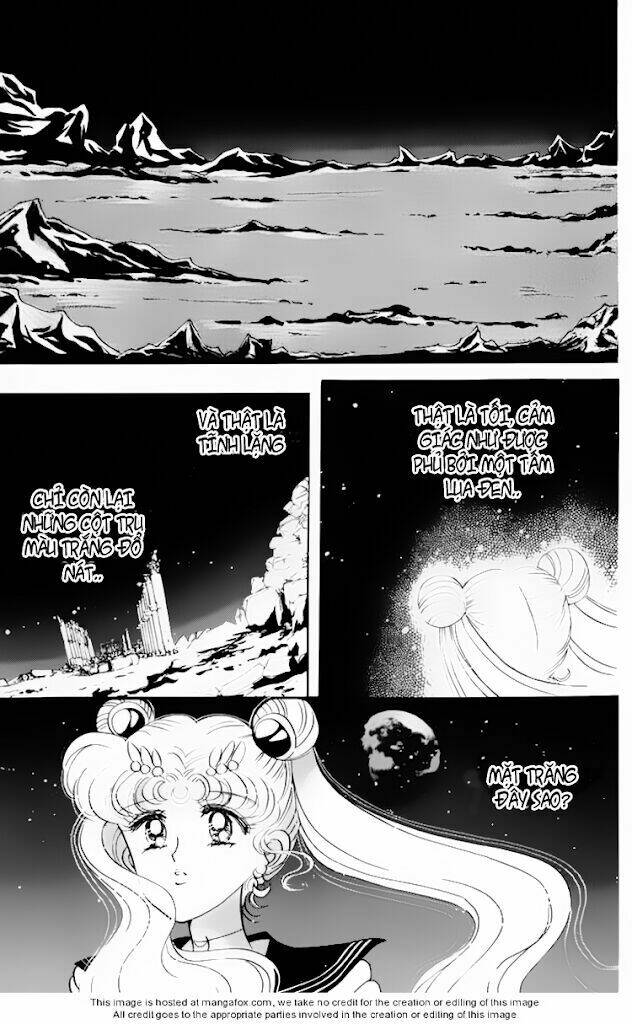 THẬT LÀ TỐI, CẢM
GIÁC NHƯ ĐƯỢC
PHỦ BỞI MỘT TẤM
LỤA ĐEN..
VÀ THẬT LÀ
TĨNH LẶNG
CHỈ CÒN LẠI
NHỮNG CỘT TRỤ
MÀU TRẮNG ĐỔ
NÁT..
MẶT TRĂNG
ĐÂY SAO?
This image is hosted at mangafox.com, we take no credit for the creation or editing of this image.
All credit goes to the appropriate parties involved in the creation or editing of this image.